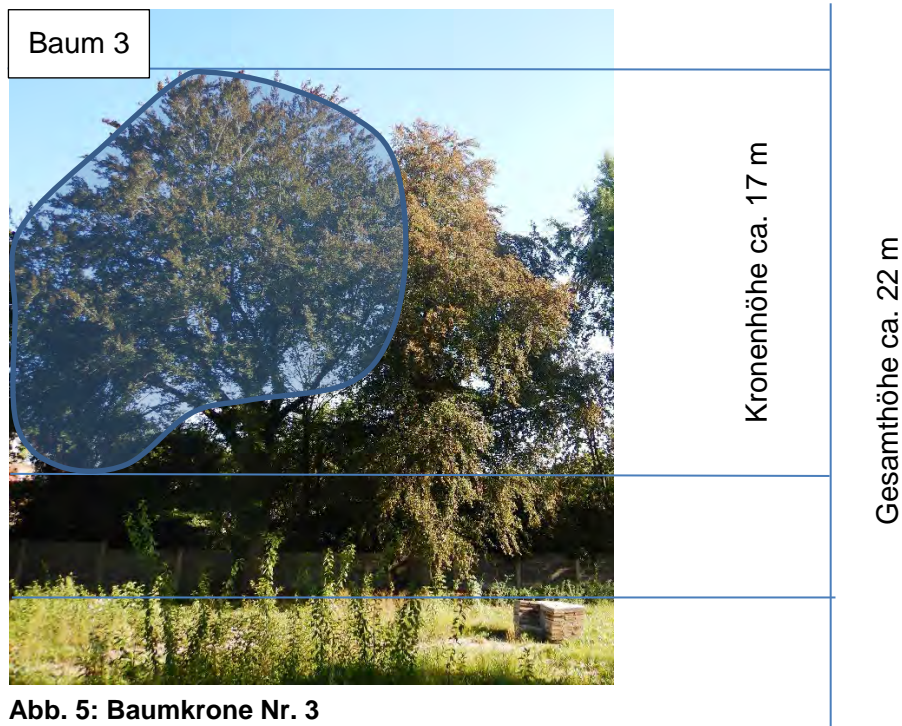 Baum 3
Kronenhöhe ca. 17 m
Gesamthöhe ca. 22 m
Abb. 5: Baumkrone Nr. 3